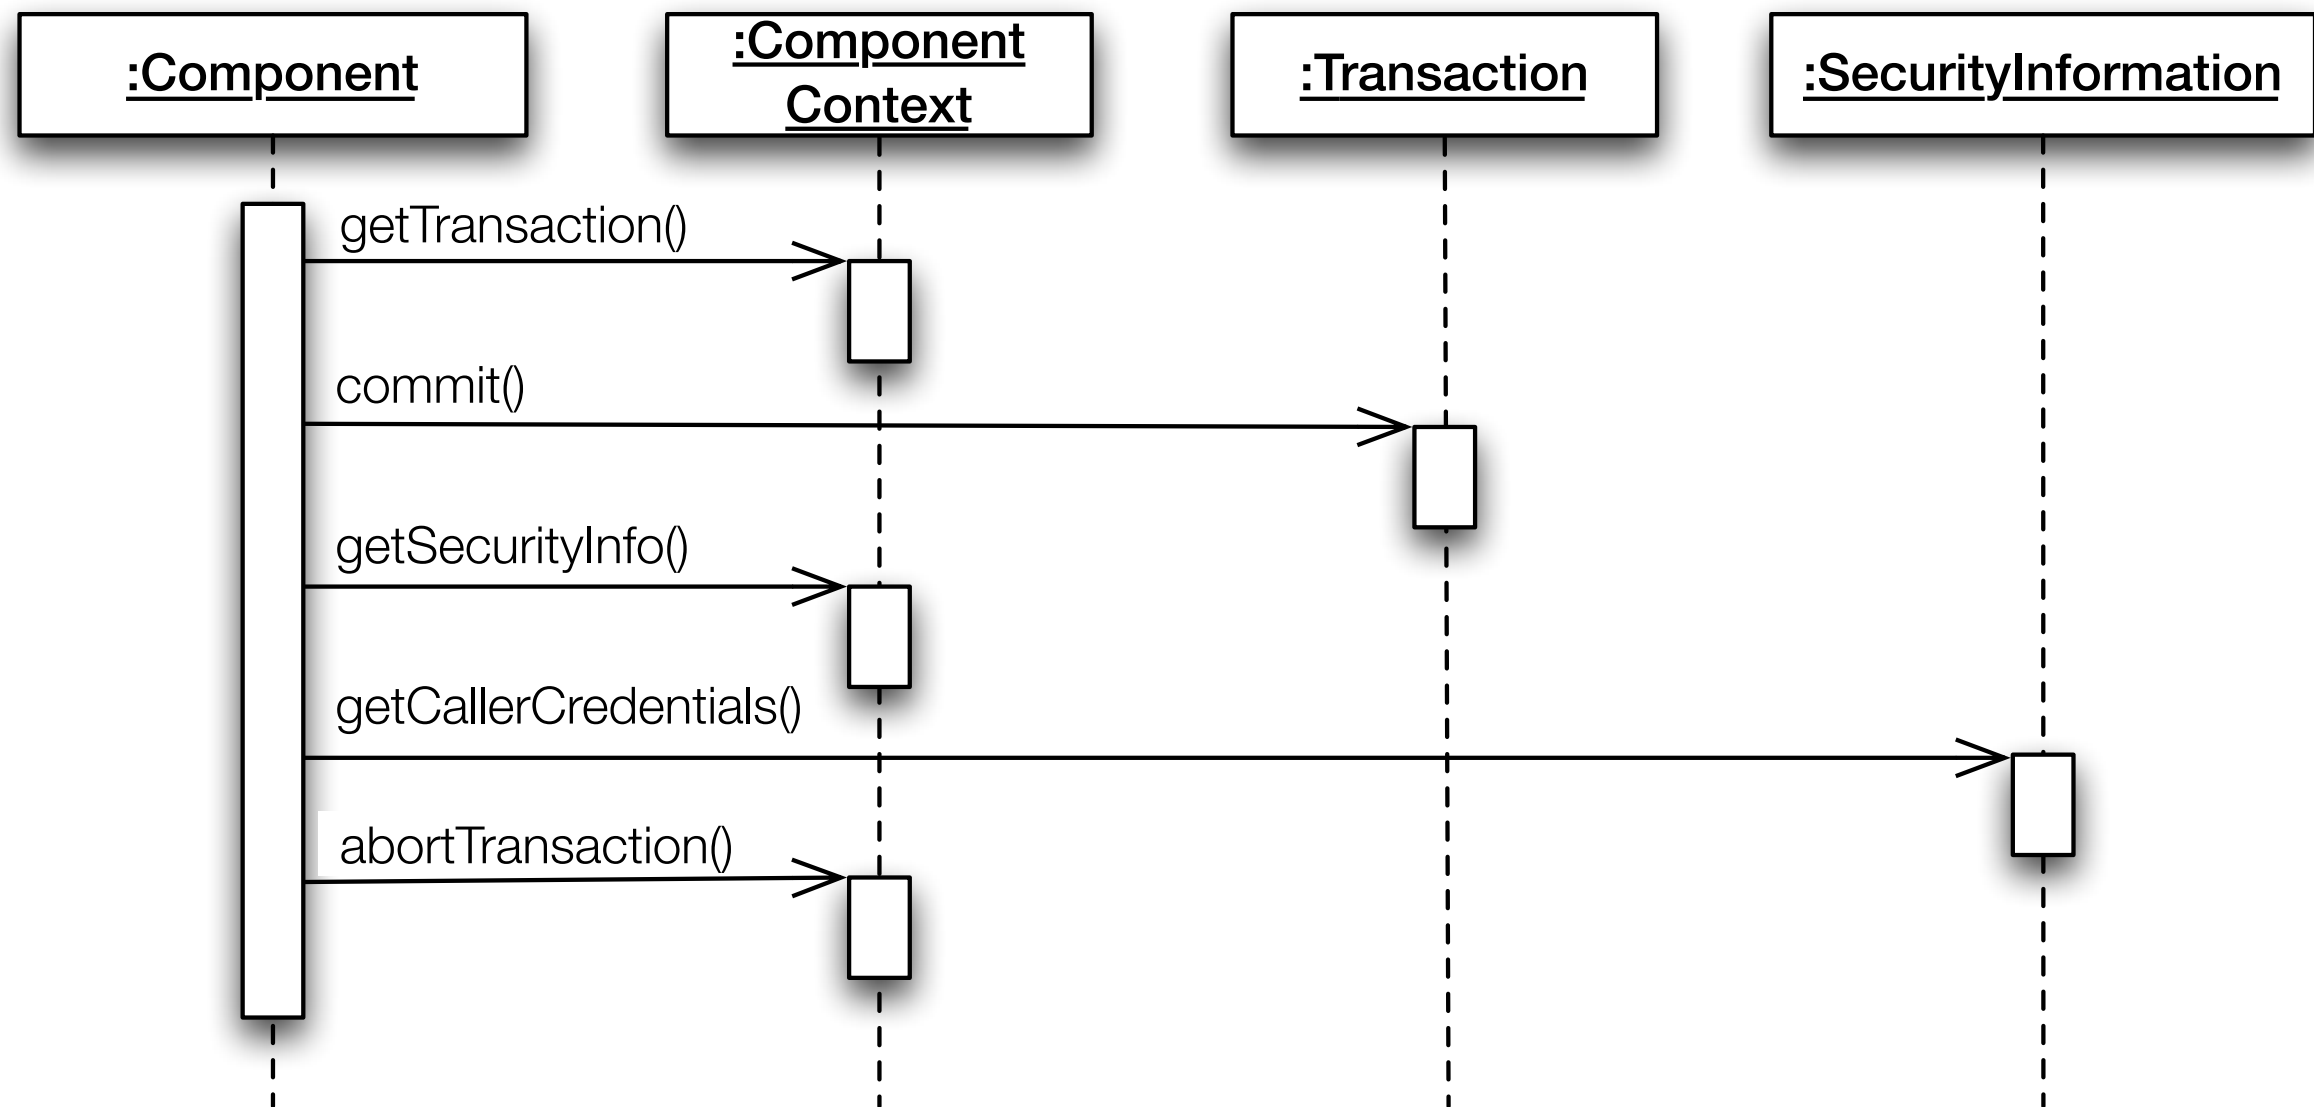 :Component
:Component
Context
:Transaction
:SecurityInformation
getTransaction()
commit()
getSecurityInfo()
getCallerCredentials()
abortTransaction()